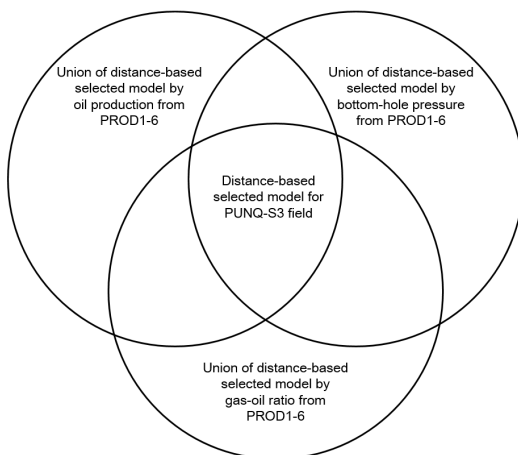 Union of distance-based
selected model by
oil production from
PROD1-6
Union of distance-based
selected model by
bottom-hole pressure
from PROD1-6
Distance-based
selected model for
PUNQ-S3 field
Union of distance-based
selected model by
gas-oil ratio from
PROD1-6